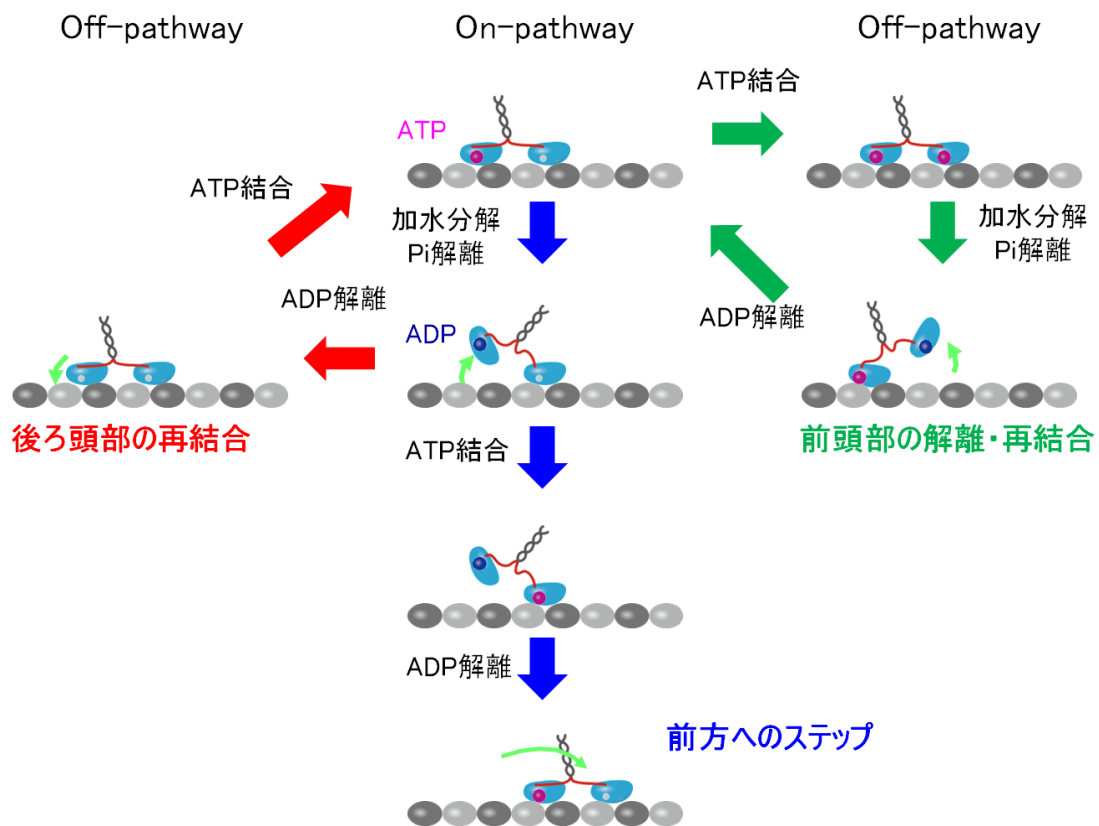 Off-pathway
On-pathway
Off-pathway
ATP結合
ATP
ATP結合
加水分解
Pi解離
加水分解
Pi解離
ADP解離
ADP
ADP解離
後ろ頭部の再結合
前頭部の解離・再結合
ATP結合
ADP解離
前方へのステップ